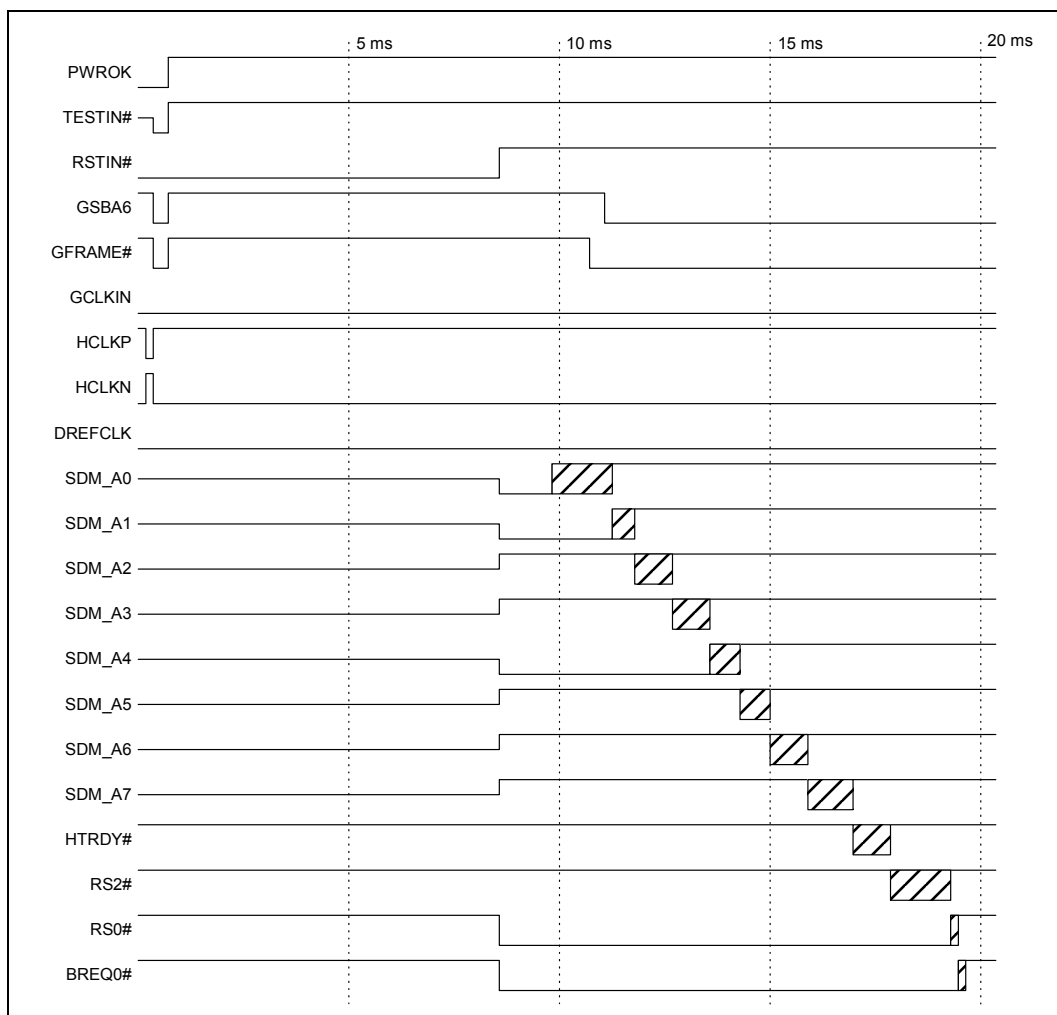 5 ms 10 ms 15 ms 20 ms
PWROK
TESTIN#
RSTIN#
GSBA6
GFRAME#
GCLKIN
HCLKP
HCLKN
DREFCLK
SDM_A0
SDM_A1
SDM_A2
SDM_A3
SDM_A4
SDM_A5
SDM_A6
SDM_A7
HTRDY#
RS2#
RS0#
BREQ0#